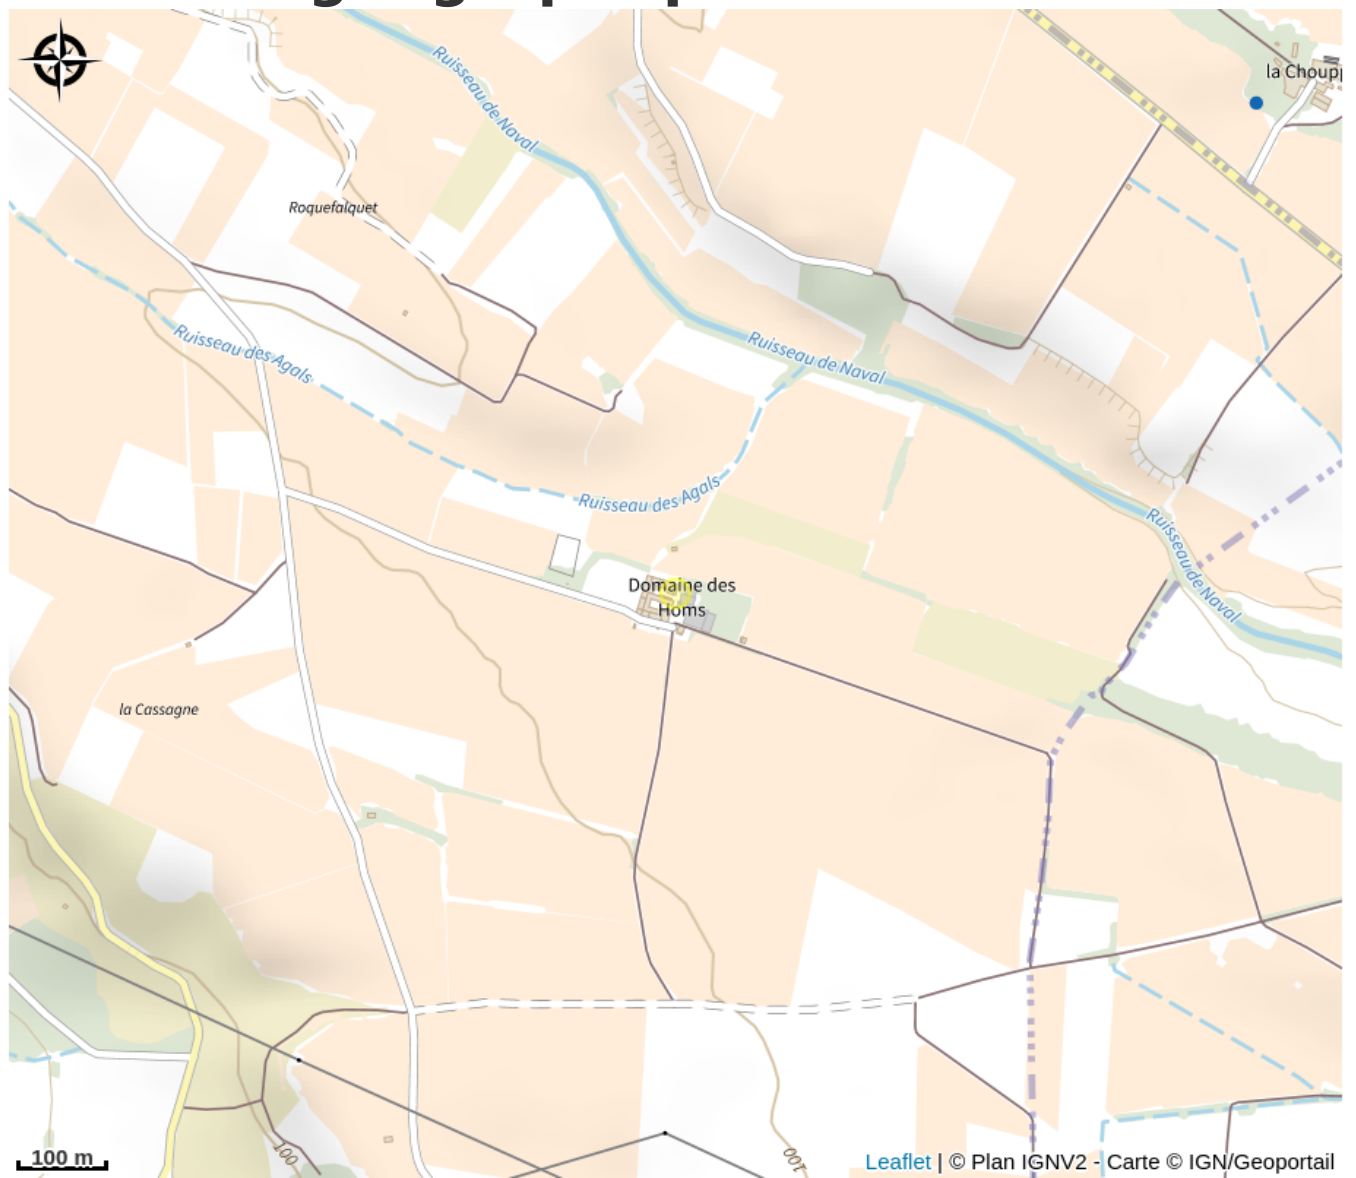 Ruisseau de Naval
la Choupp
Roquefalquet
Ruisseau des Agals
Ruisseau de Naval
Ruisseau des Agals
Ruisseau de Naval
Domaine des
Homs
la Cassagne
100
100
100 m
Leaflet | © Plan IGNV2 - Carte © IGN/Geoportail